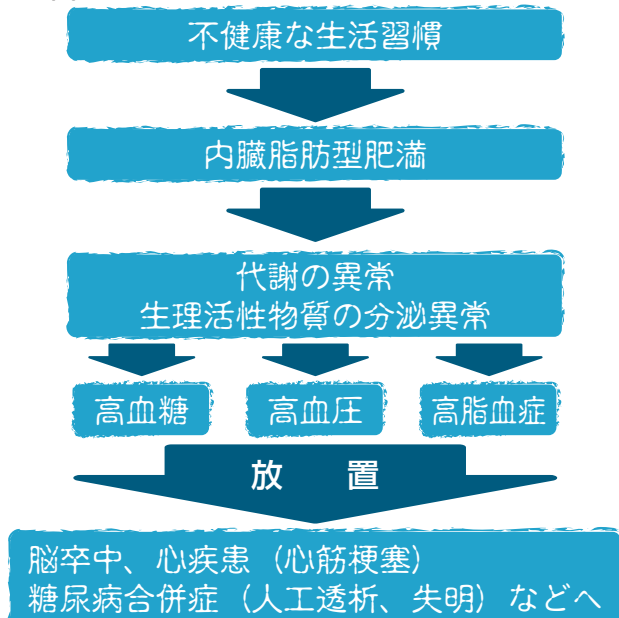 不健康な生活習慣
内臓脂肪型肥満
代謝の異常
生理活性物質の分泌異常
高血糖 高血圧 高脂血症
放 置
脳卒中、心疾患（心筋梗塞）
糖尿病合併症（人工透析、失明）などへ